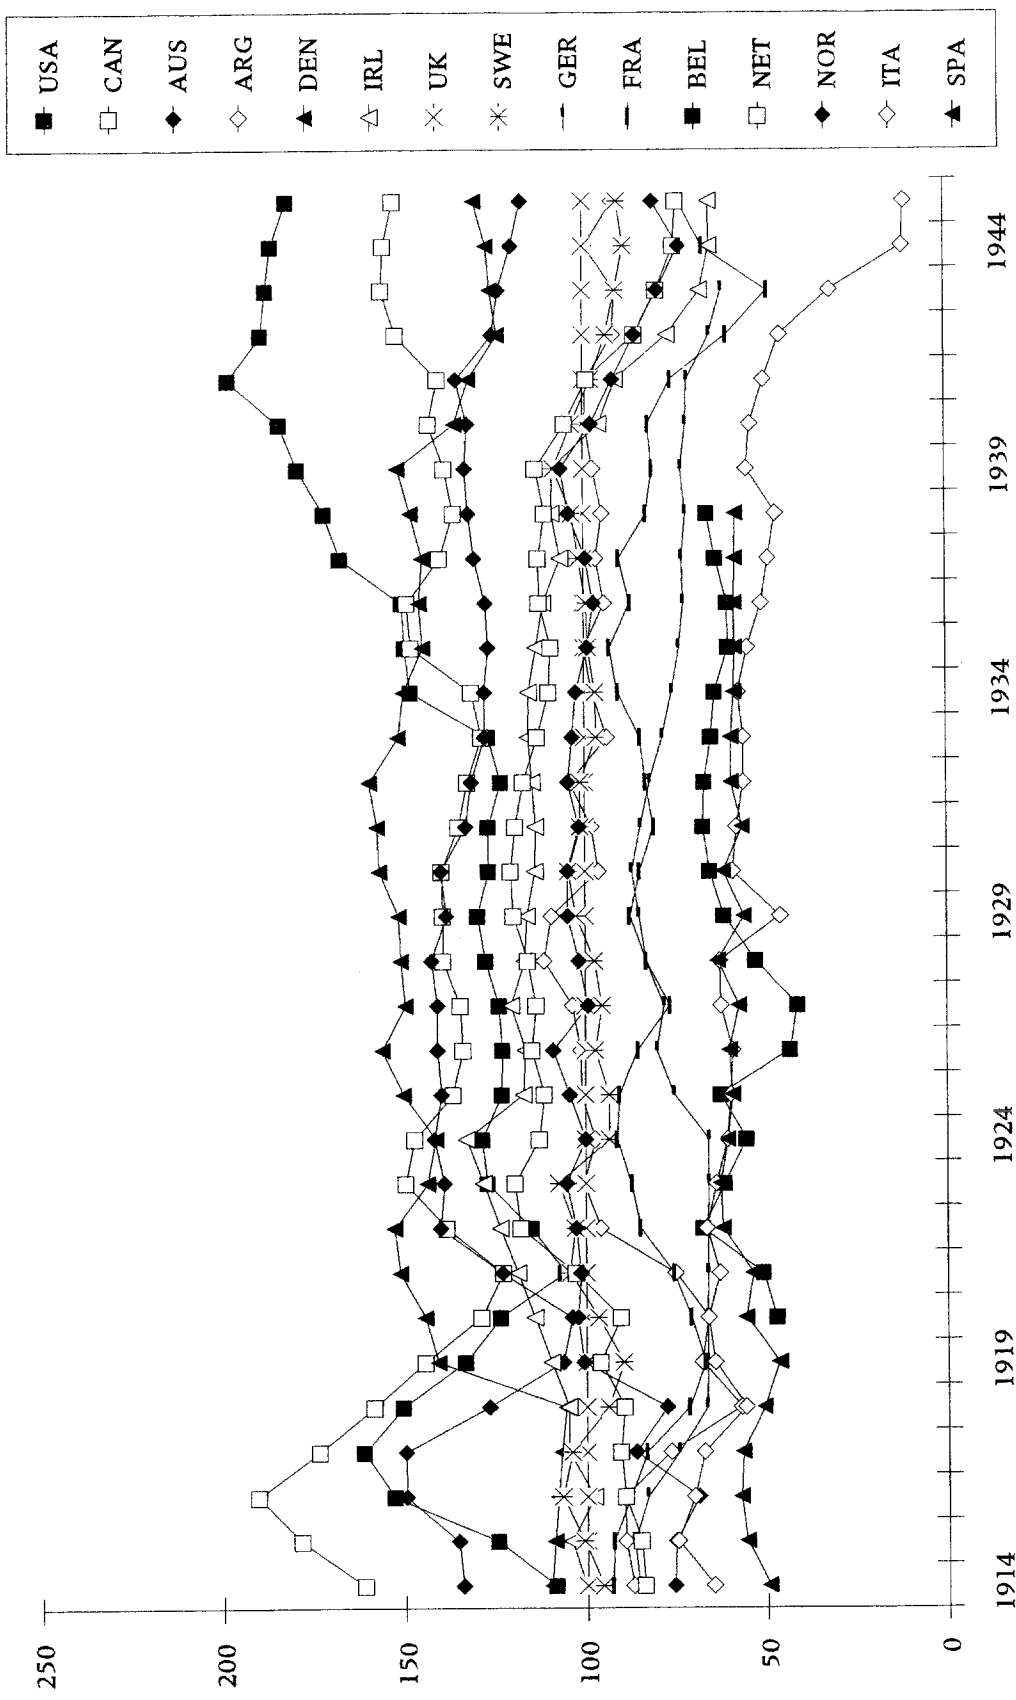 USA
CAN
AUS
ARG
DEN
IRL
UK
SWE
GER
FRA
BEL
NET
NOR
ITA
SPA
250
200
150
100
50
0
1914
1919
1924
1929
1934
1939
1944